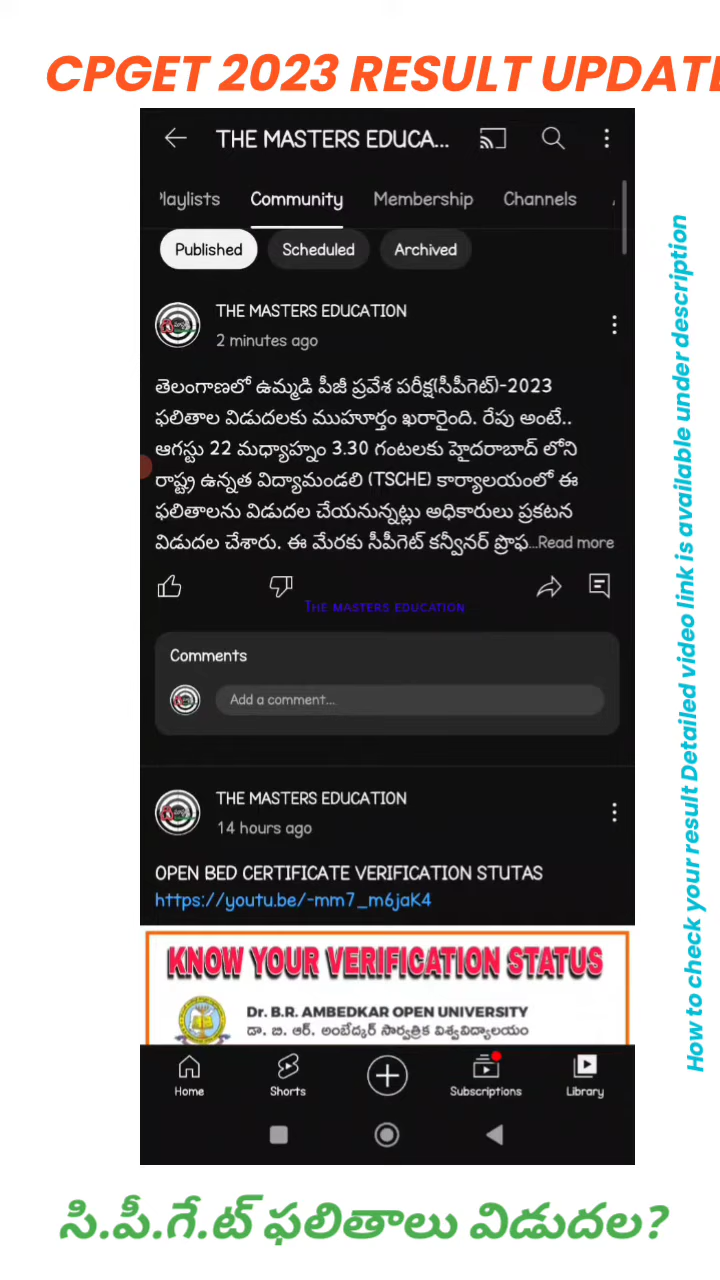 CPGET 2023 RESULT UPDATE
THE MASTERS EDUCA...
Playlists Community Membership Channels
Published Scheduled Archived
THE MASTERS EDUCATION
2 minutes ago
తెలంగాణలో ఉమ్మడి పీజీ ప్రవేశ పరీక్ష(సీపీగెట్)-2023
ఫలితాల విడుదలకు ముహూర్తం ఖరారైంది. రేపు అంటే..
ఆగస్టు 22 మధ్యాహ్నం 3.30 గంటలకు హైదరాబాద్ లోని
రాష్ట్ర ఉన్నత విద్యామండలి (TSCHE) కార్యాలయంలో ఈ
ఫలితాలను విడుదల చేయనున్నట్లు అధికారులు ప్రకటన
విడుదల చేశారు. ఈ మేరకు సీపీగెట్ కన్వీనర్ ప్రొఫ...Read more
THE MASTERS EDUCATION
Comments
Add a comment...
THE MASTERS EDUCATION
14 hours ago
OPEN BED CERTIFICATE VERIFICATION STUTAS
https://youtu.be/-mm7_m6jaK4
KNOW YOUR VERIFICATION STATUS
Dr. B.R. AMBEDKAR OPEN UNIVERSITY
డా. బి. ఆర్. అంబేద్కర్ సార్వత్రిక విశ్వవిద్యాలయం
Home Shorts Subscriptions Library
How to check your result Detailed video link is available under description
సి.పీ.గే.ట్ ఫలితాలు విడుదల?